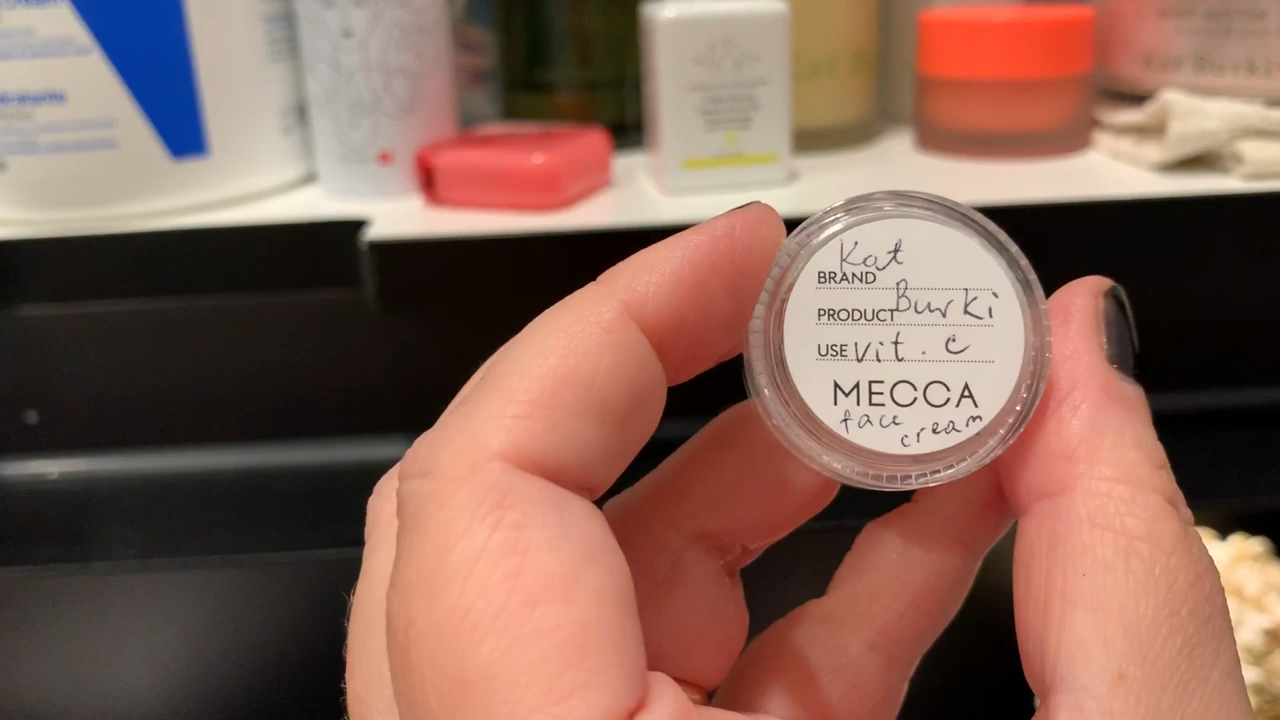 Kat
BRAND
PRODUCT Burki
USE vit. c
MECCA
face
cream